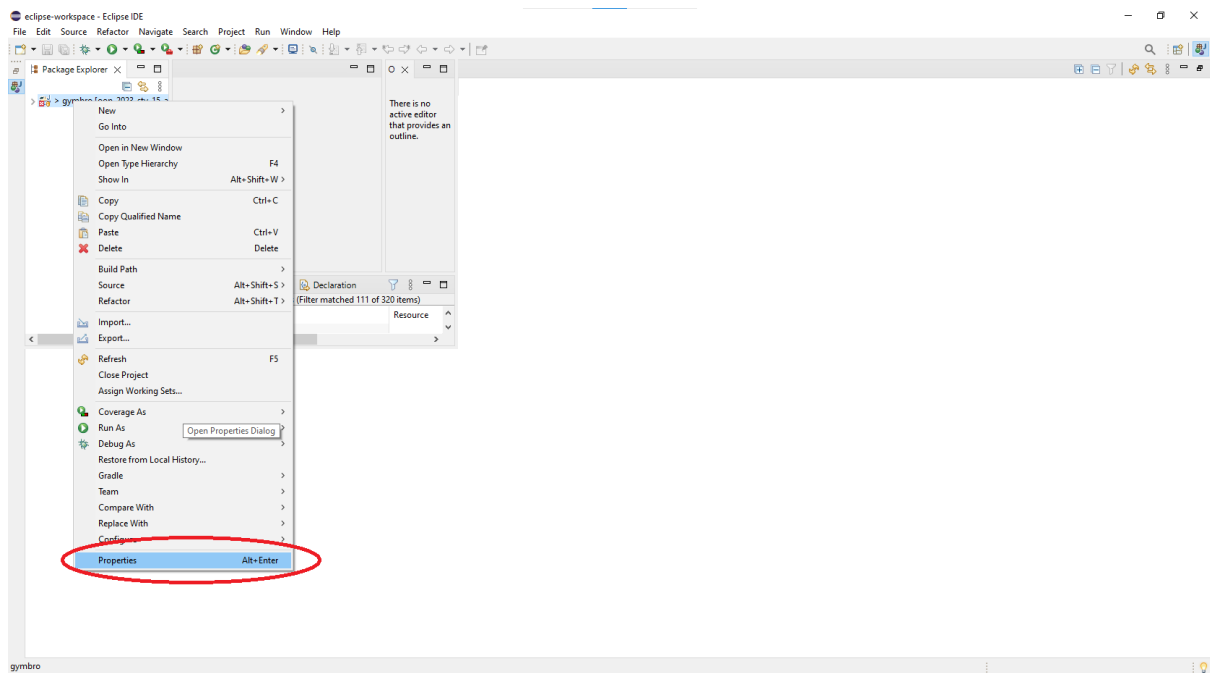 eclipse-workspace - Eclipse IDE
File Edit Source Refactor Navigate Search Project Run Window Help
Package Explorer
> gymbro
O
There is no
active editor
that provides an
outline.
New
Go Into
Open in New Window
Open Type Hierarchy F4
Show In Alt+Shift+W >
Copy Ctrl+C
Copy Qualified Name
Paste Ctrl+V
Delete Delete
Build Path
Source Alt+Shift+S >
Refactor Alt+Shift+T >
Declaration
(Filter matched 111 of 320 items)
Resource
Import...
Export...
Refresh F5
Close Project
Assign Working Sets...
Coverage As
Run As
Open Properties Dialog
Debug As
Restore from Local History...
Gradle
Team
Compare With
Replace With
Configure
Properties Alt+Enter
gymbro